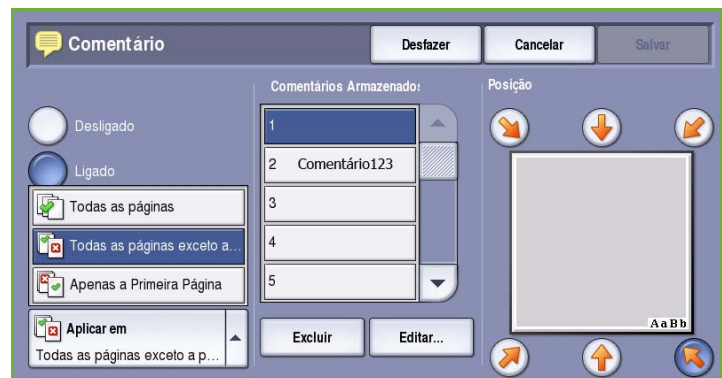 Comentário
Desfazer
Cancelar
Salvar
Comentários Armazenados
Posição
Desligado
Ligado
Todas as páginas
Todas as páginas exceto a...
Apenas a Primeira Página
Aplicar em
Todas as páginas exceto a p...
1
2 Comentário123
3
4
5
Excluir
Editar...
AaBb